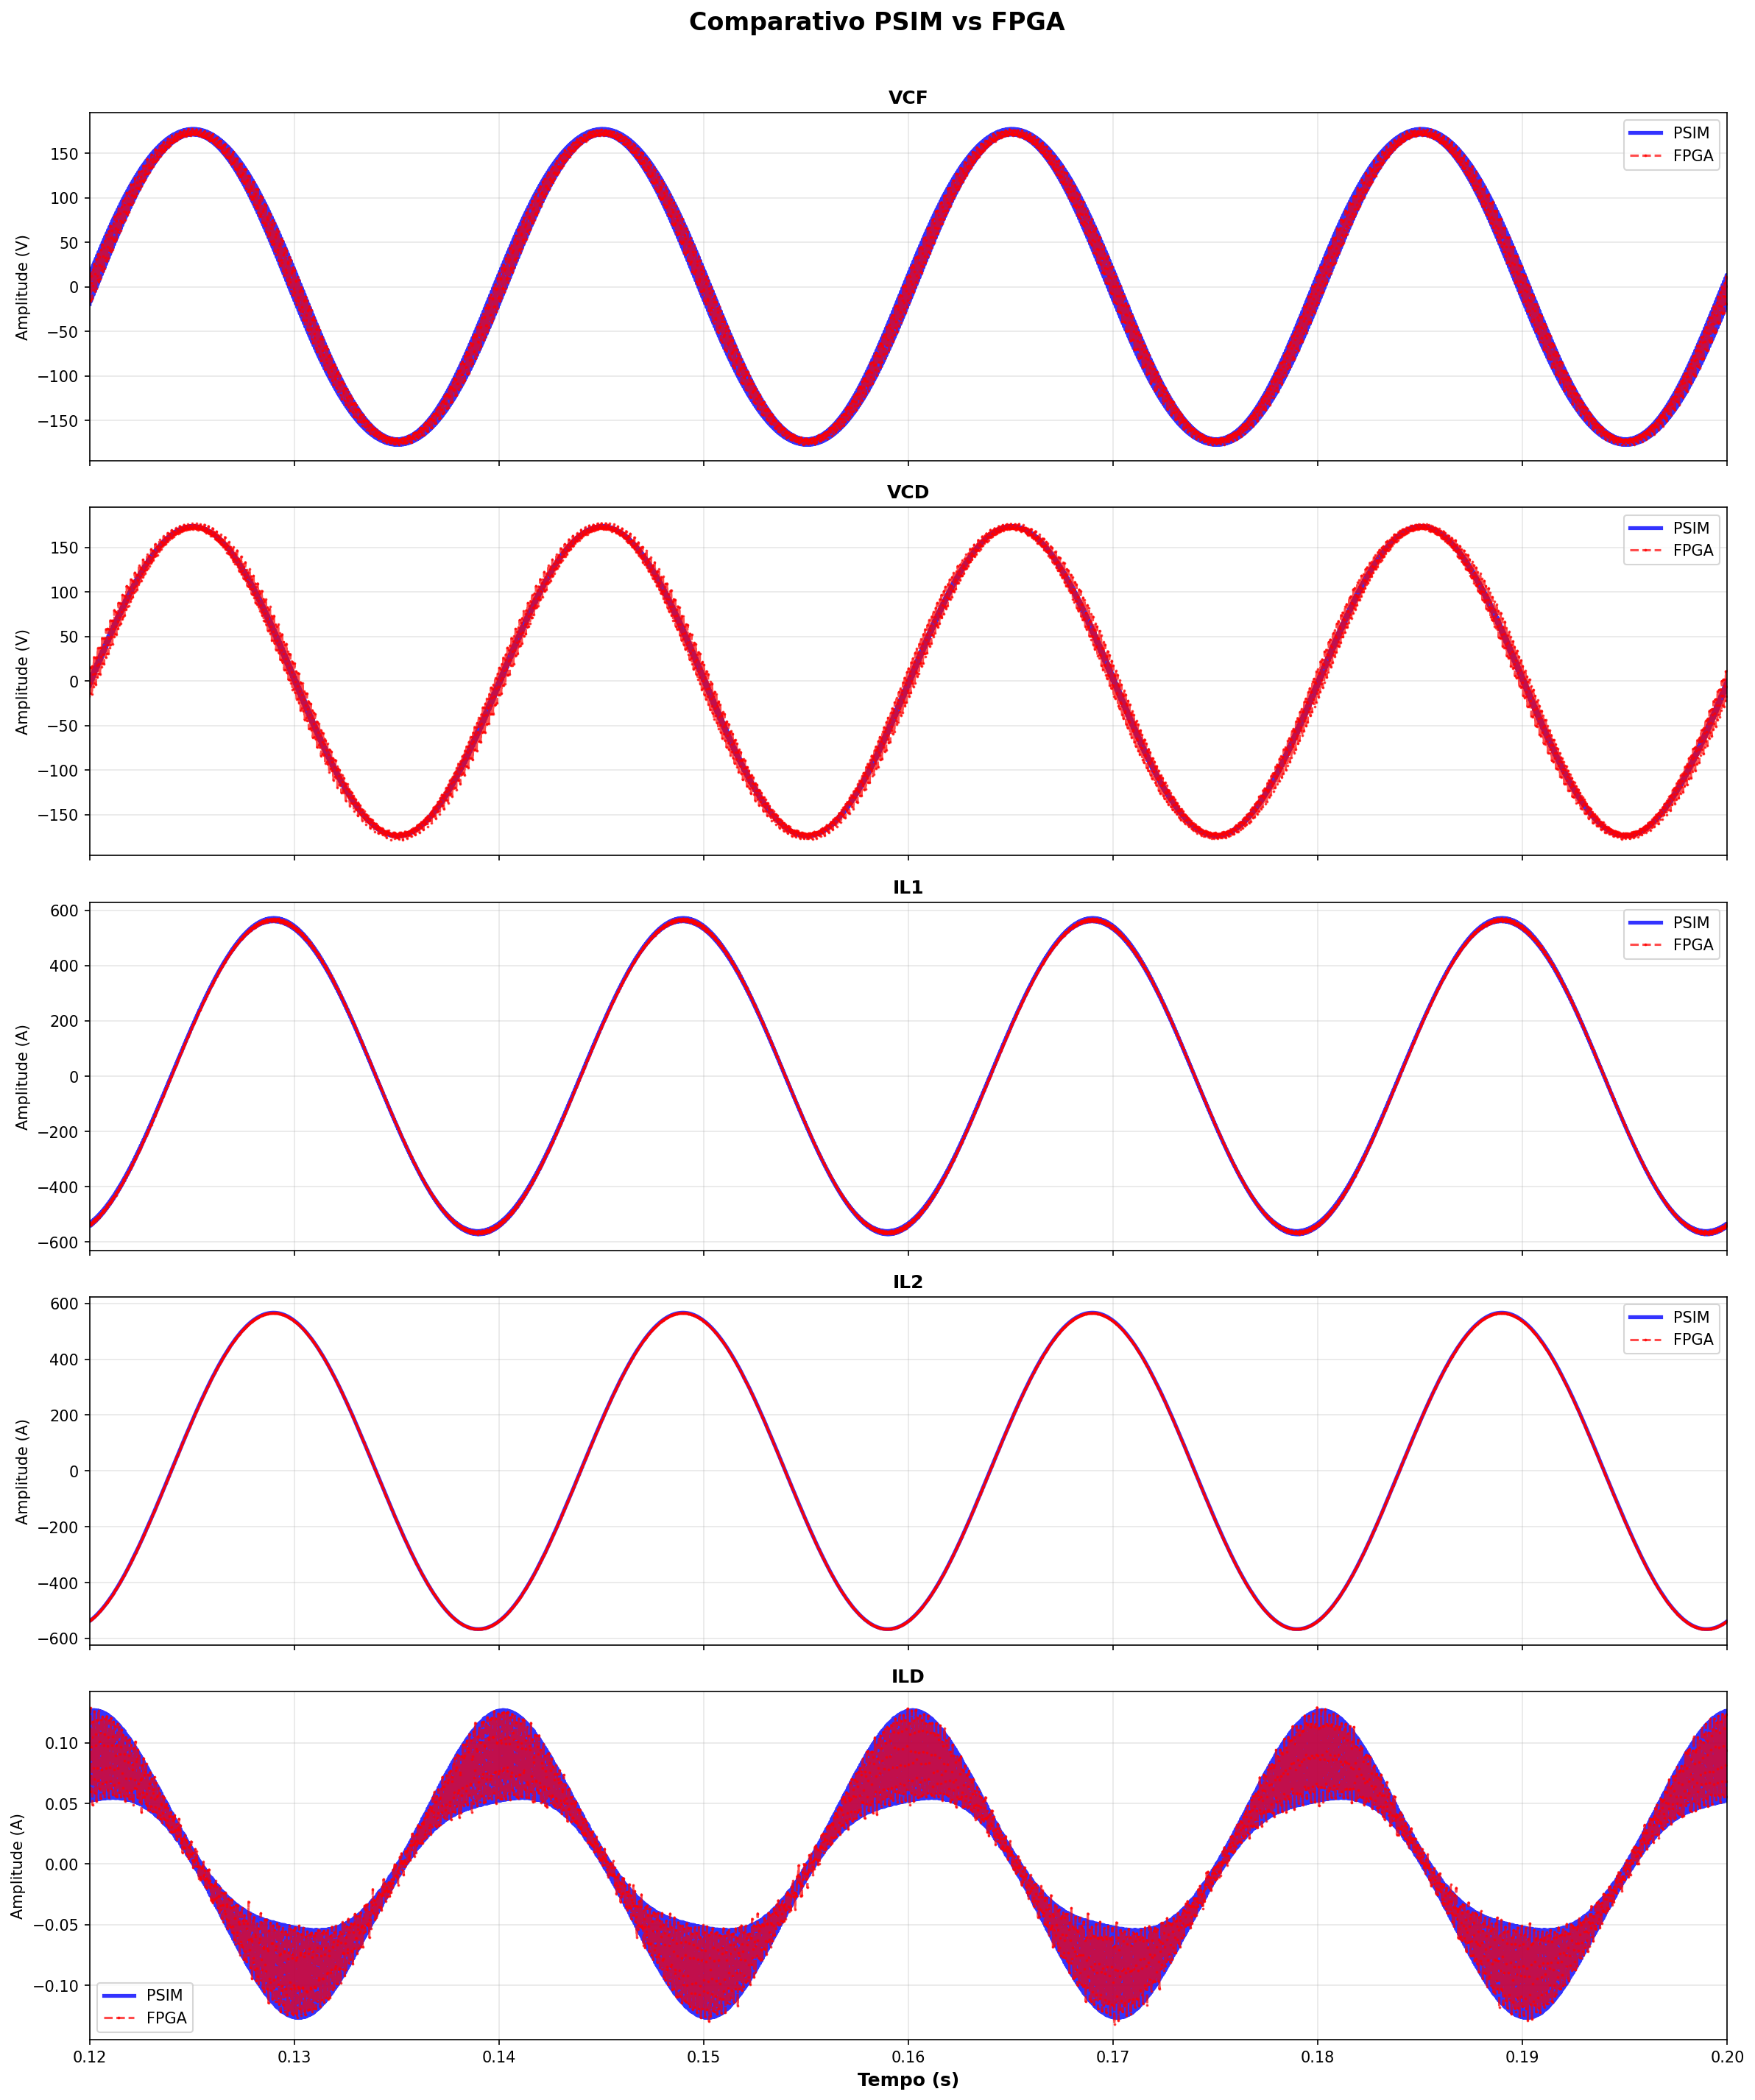 Comparativo PSIM vs FPGA
VCF
Amplitude (V)
150
100
50
0
−50
−100
−150
PSIM
FPGA
VCD
Amplitude (V)
150
100
50
0
−50
−100
−150
PSIM
FPGA
IL1
Amplitude (A)
600
400
200
0
−200
−400
−600
PSIM
FPGA
IL2
Amplitude (A)
600
400
200
0
−200
−400
−600
PSIM
FPGA
ILD
Amplitude (A)
0.10
0.05
0.00
−0.05
−0.10
PSIM
FPGA
0.12 0.13 0.14 0.15 0.16 0.17 0.18 0.19 0.20
Tempo (s)